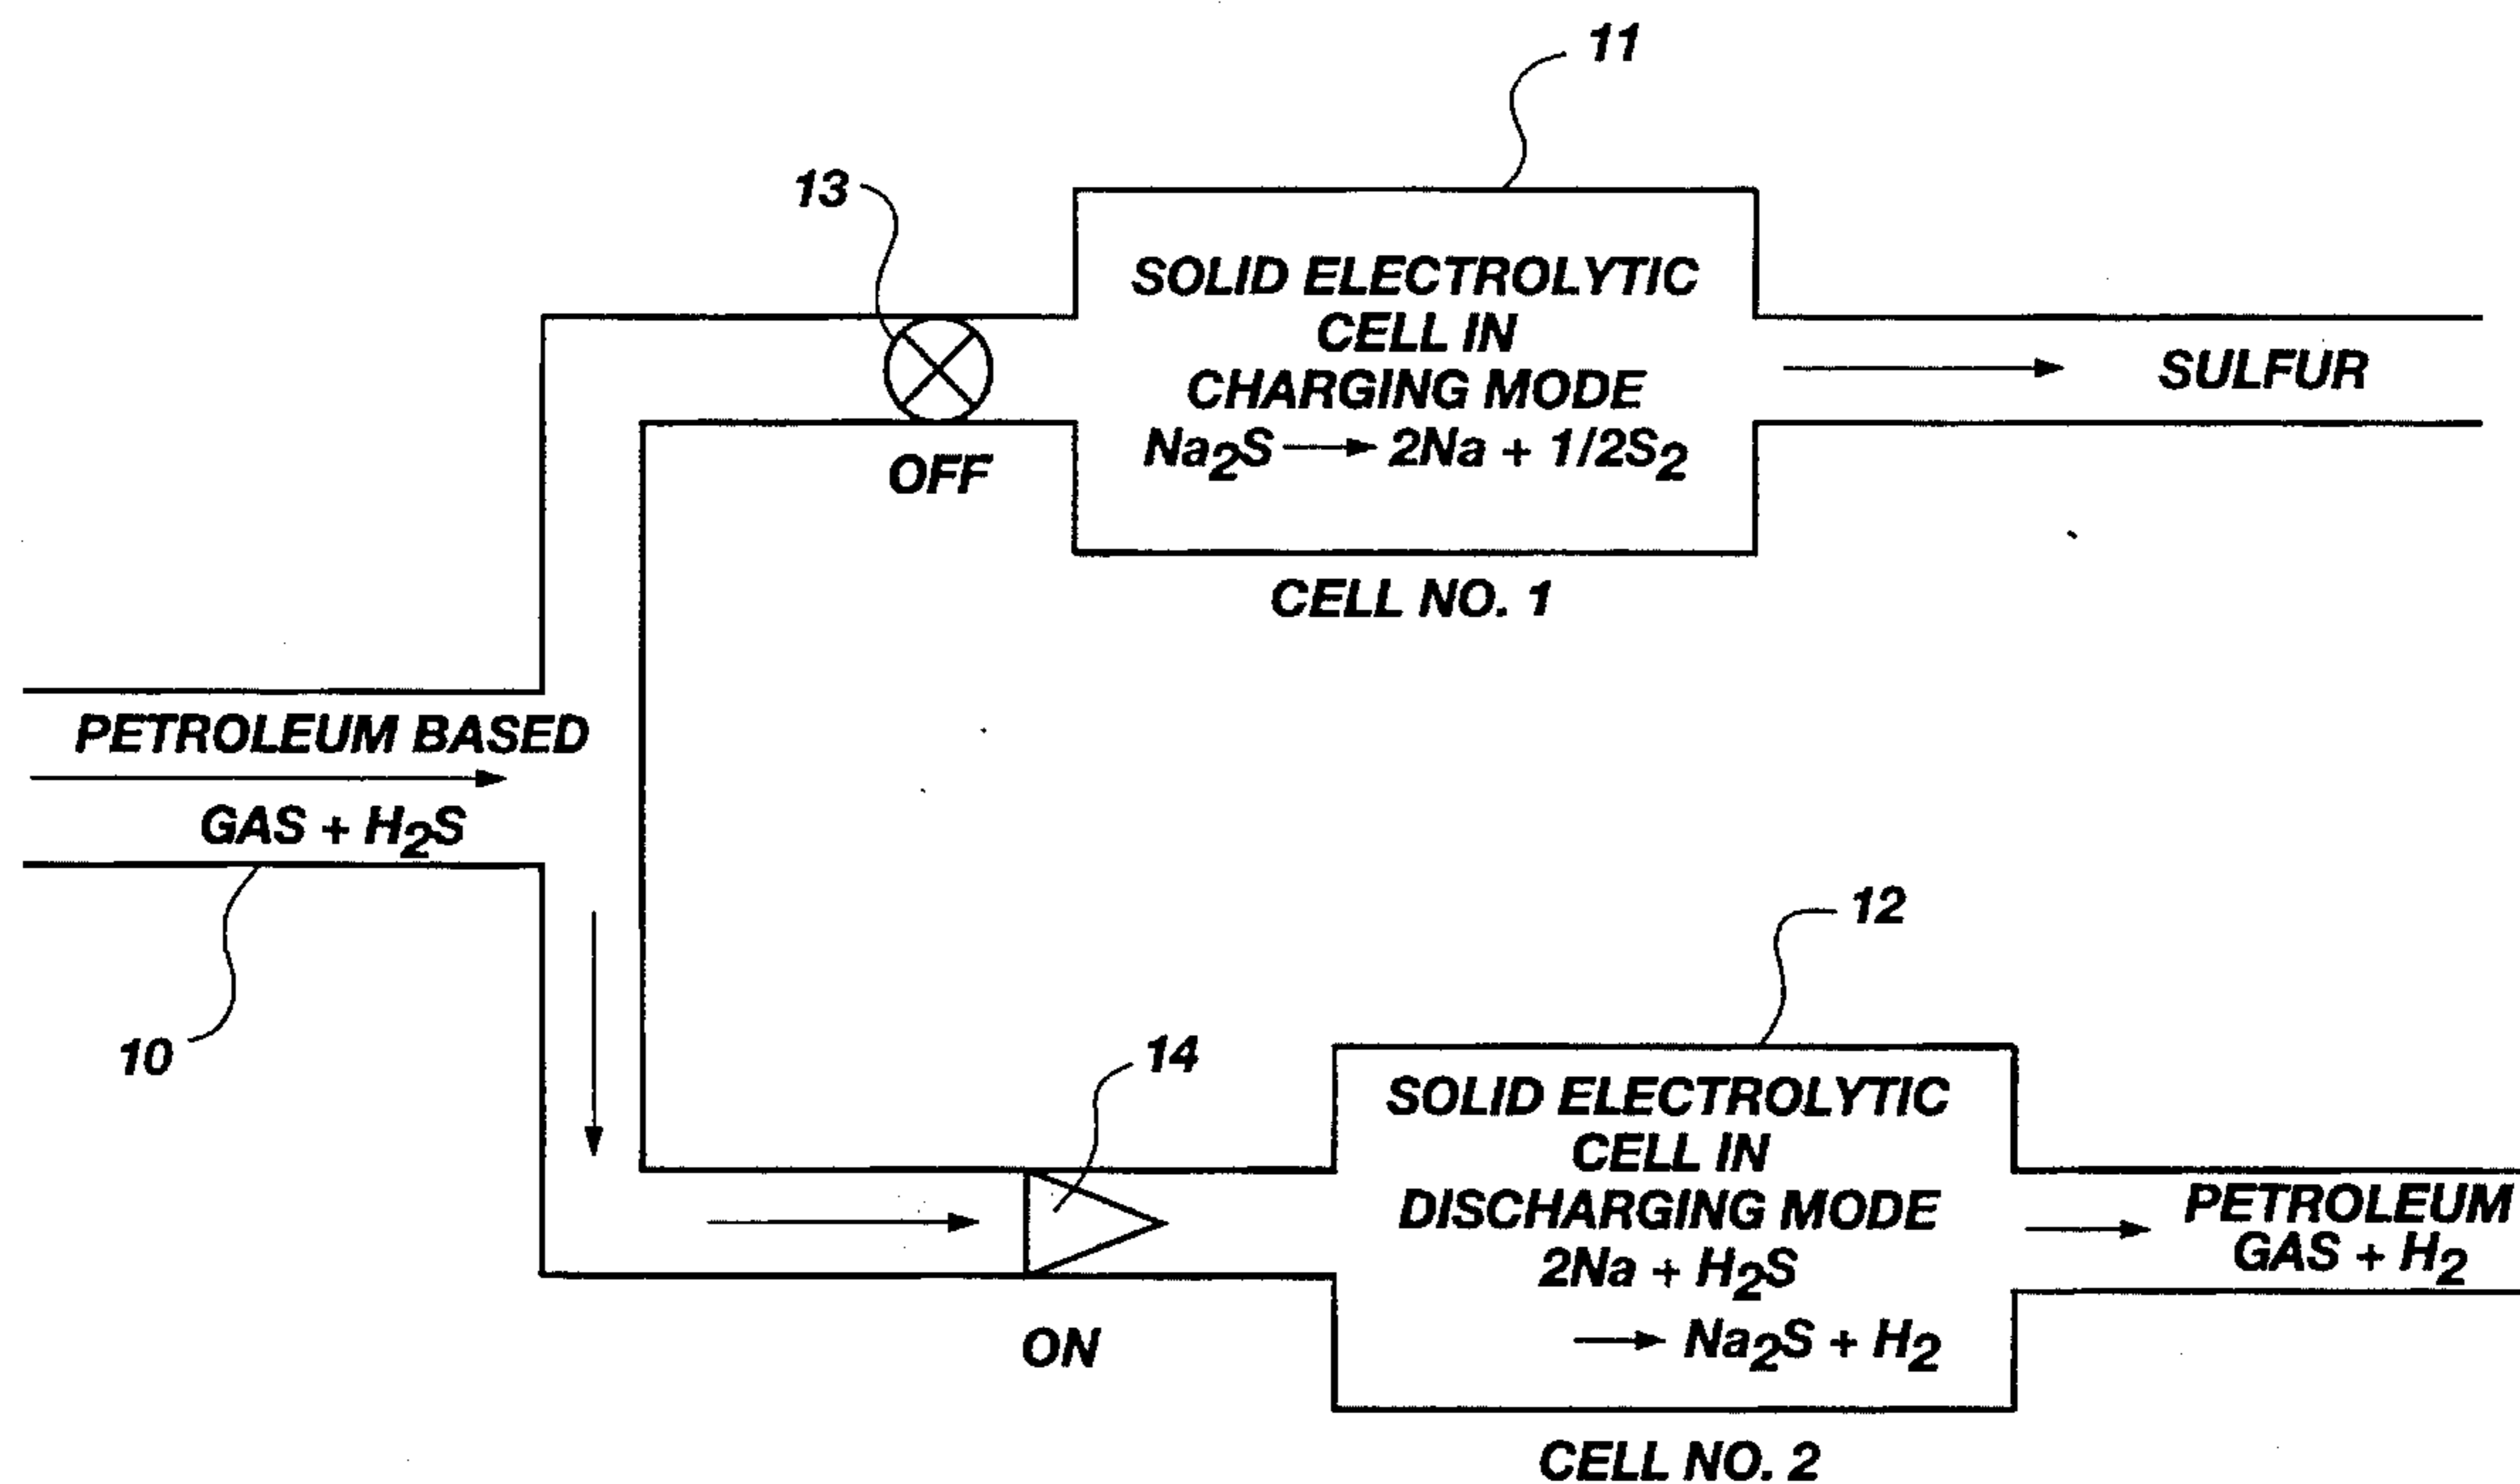 11
13
SOLID ELECTROLYTIC
CELL IN
CHARGING MODE
Na2S → 2Na + 1/2S2
SULFUR
OFF
CELL NO. 1
PETROLEUM BASED
GAS + H2S
10
12
14
SOLID ELECTROLYTIC
CELL IN
DISCHARGING MODE
2Na + H2S
→ Na2S + H2
PETROLEUM
GAS + H2
ON
CELL NO. 2